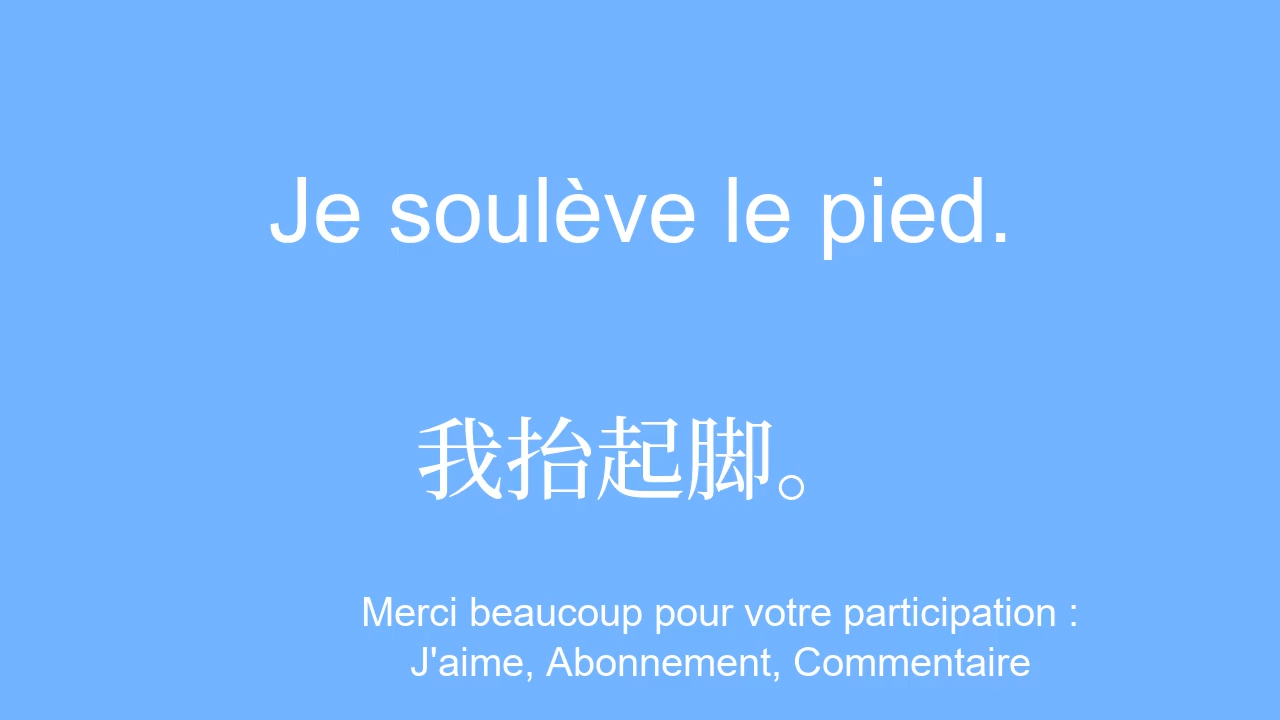 Je soulève le pied.
我抬起脚。
Merci beaucoup pour votre participation :
J'aime, Abonnement, Commentaire